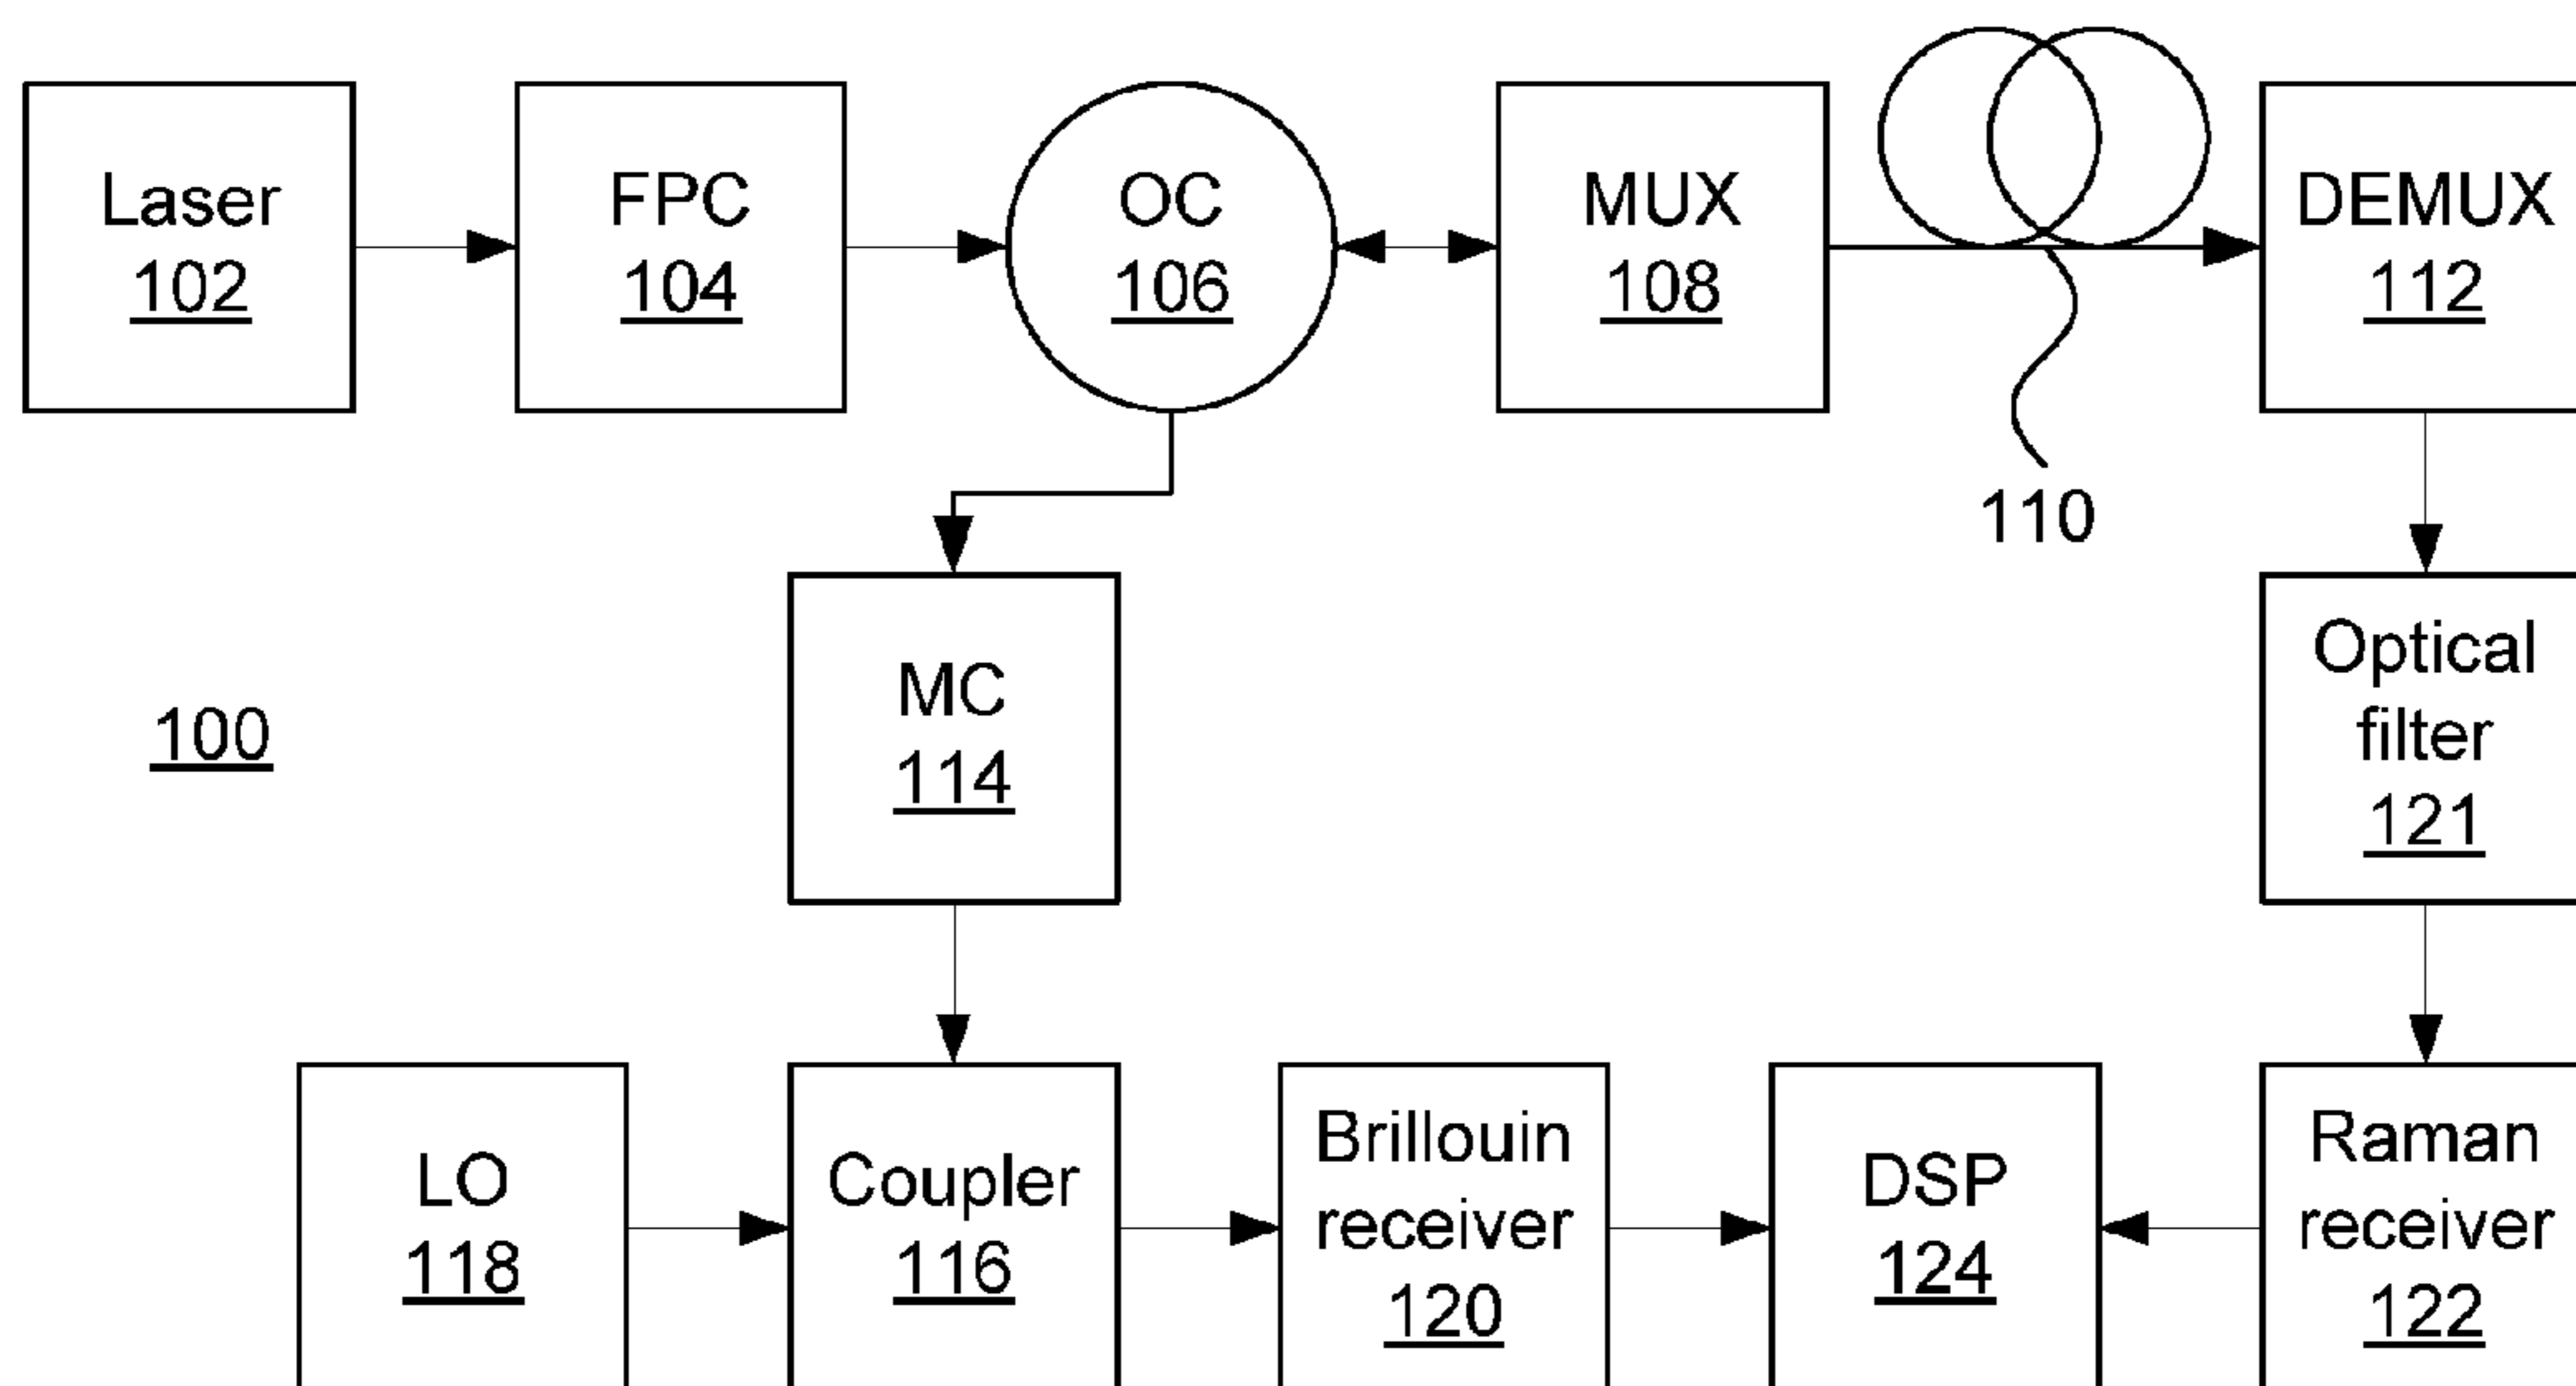 Laser
102
FPC
104
OC
106
MUX
108
DEMUX
112
110
100
MC
114
Optical
filter
121
LO
118
Coupler
116
Brillouin
receiver
120
DSP
124
Raman
receiver
122